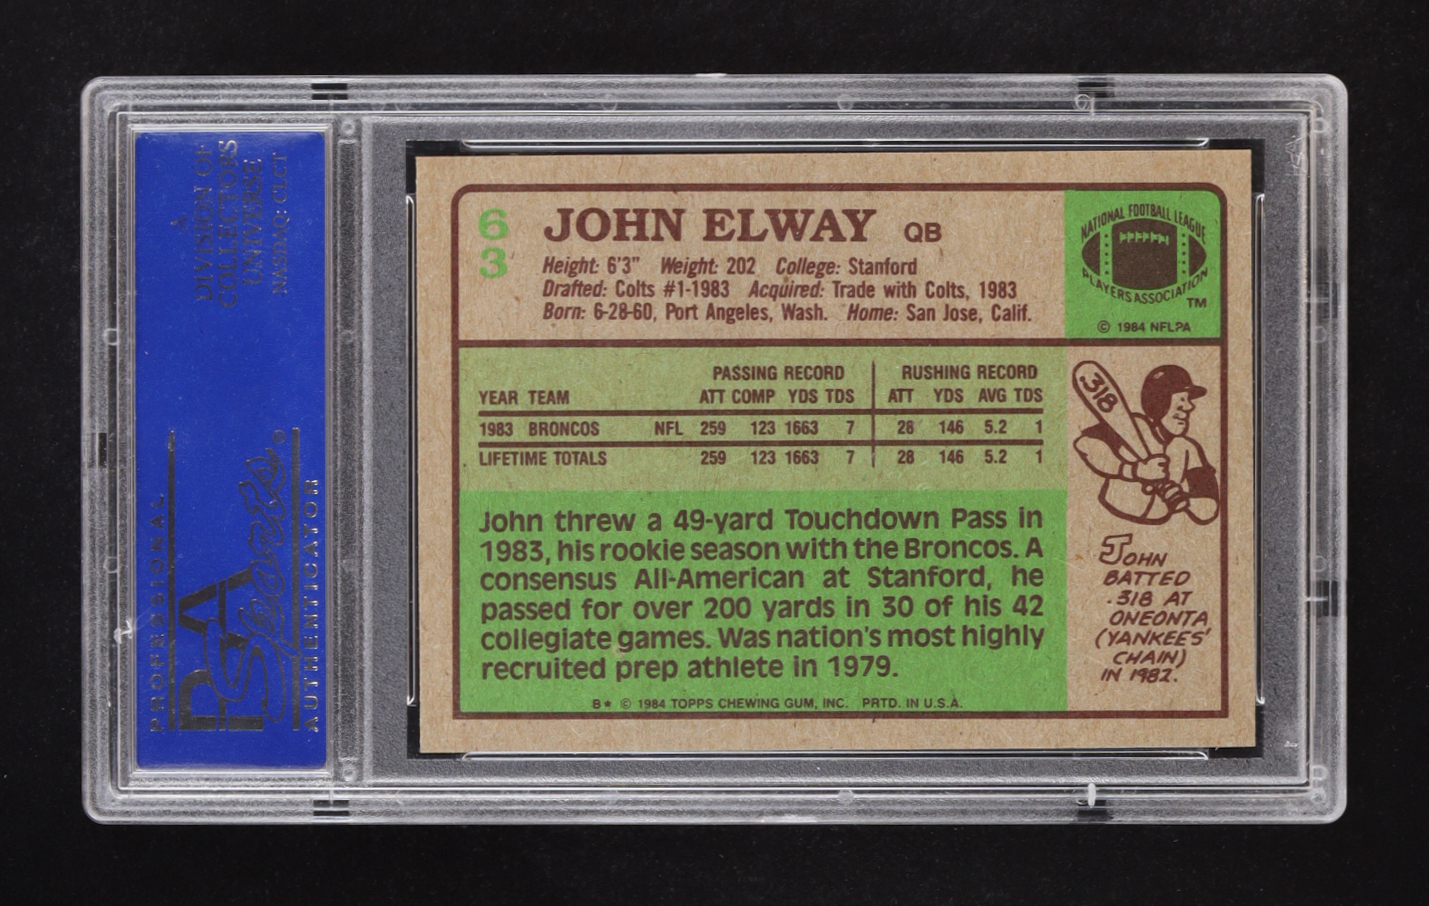 A
DIVISION OF
COLLECTORS
UNIVERSE
NASDAQ: CLCT
PROFESSIONAL
PSA
Sports
®
AUTHENTICATOR
63
JOHN ELWAY QB
Height: 6'3" Weight: 202 College: Stanford
Drafted: Colts #1-1983 Acquired: Trade with Colts, 1983
Born: 6-28-60, Port Angeles, Wash. Home: San Jose, Calif.
NATIONAL FOOTBALL LEAGUE
PLAYERS ASSOCIATION
TM
© 1984 NFLPA
PASSING RECORD RUSHING RECORD
YEAR TEAM ATT COMP YDS TDS ATT YDS AVG TDS
1983 BRONCOS NFL 259 123 1663 7 28 146 5.2 1
LIFETIME TOTALS 259 123 1663 7 28 146 5.2 1
John threw a 49-yard Touchdown Pass in
1983, his rookie season with the Broncos. A
consensus All-American at Stanford, he
passed for over 200 yards in 30 of his 42
collegiate games. Was nation's most highly
recruited prep athlete in 1979.
.318
JOHN
BATTED
.318 AT
ONEONTA
(YANKEES'
CHAIN)
IN 1982.
B★ © 1984 TOPPS CHEWING GUM, INC. PRTD. IN U.S.A.